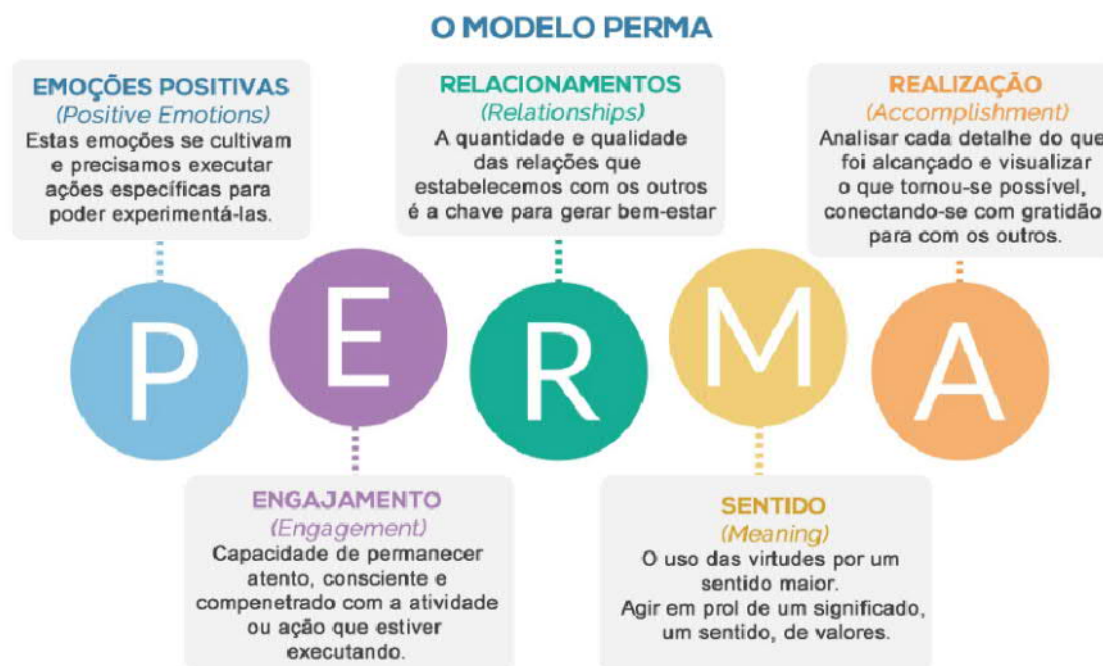 O MODELO PERMA
EMOÇÕES POSITIVAS
(Positive Emotions)
Estas emoções se cultivam
e precisamos executar
ações específicas para
poder experimentá-las.
RELACIONAMENTOS
(Relationships)
A quantidade e qualidade
das relações que
estabelecemos com os outros
é a chave para gerar bem-estar
REALIZAÇÃO
(Accomplishment)
Analisar cada detalhe do que
foi alcançado e visualizar
o que tornou-se possível,
conectando-se com gratidão
para com os outros.
P E R M A
ENGAJAMENTO
(Engagement)
Capacidade de permanecer
atento, consciente e
compenetrado com a atividade
ou ação que estiver
executando.
SENTIDO
(Meaning)
O uso das virtudes por um
sentido maior.
Agir em prol de um significado,
um sentido, de valores.